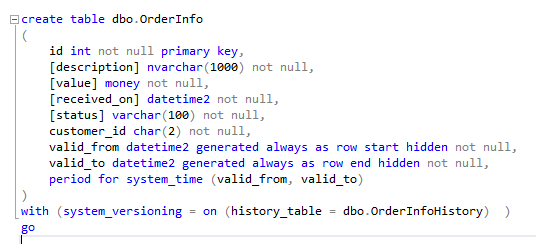 create table dbo.OrderInfo
(
id int not null primary key,
[description] nvarchar(1000) not null,
[value] money not null,
[received_on] datetime2 not null,
[status] varchar(100) not null,
customer_id char(2) not null,
valid_from datetime2 generated always as row start hidden not null,
valid_to datetime2 generated always as row end hidden not null,
period for system_time (valid_from, valid_to)
)
with (system_versioning = on (history_table = dbo.OrderInfoHistory)  )
go